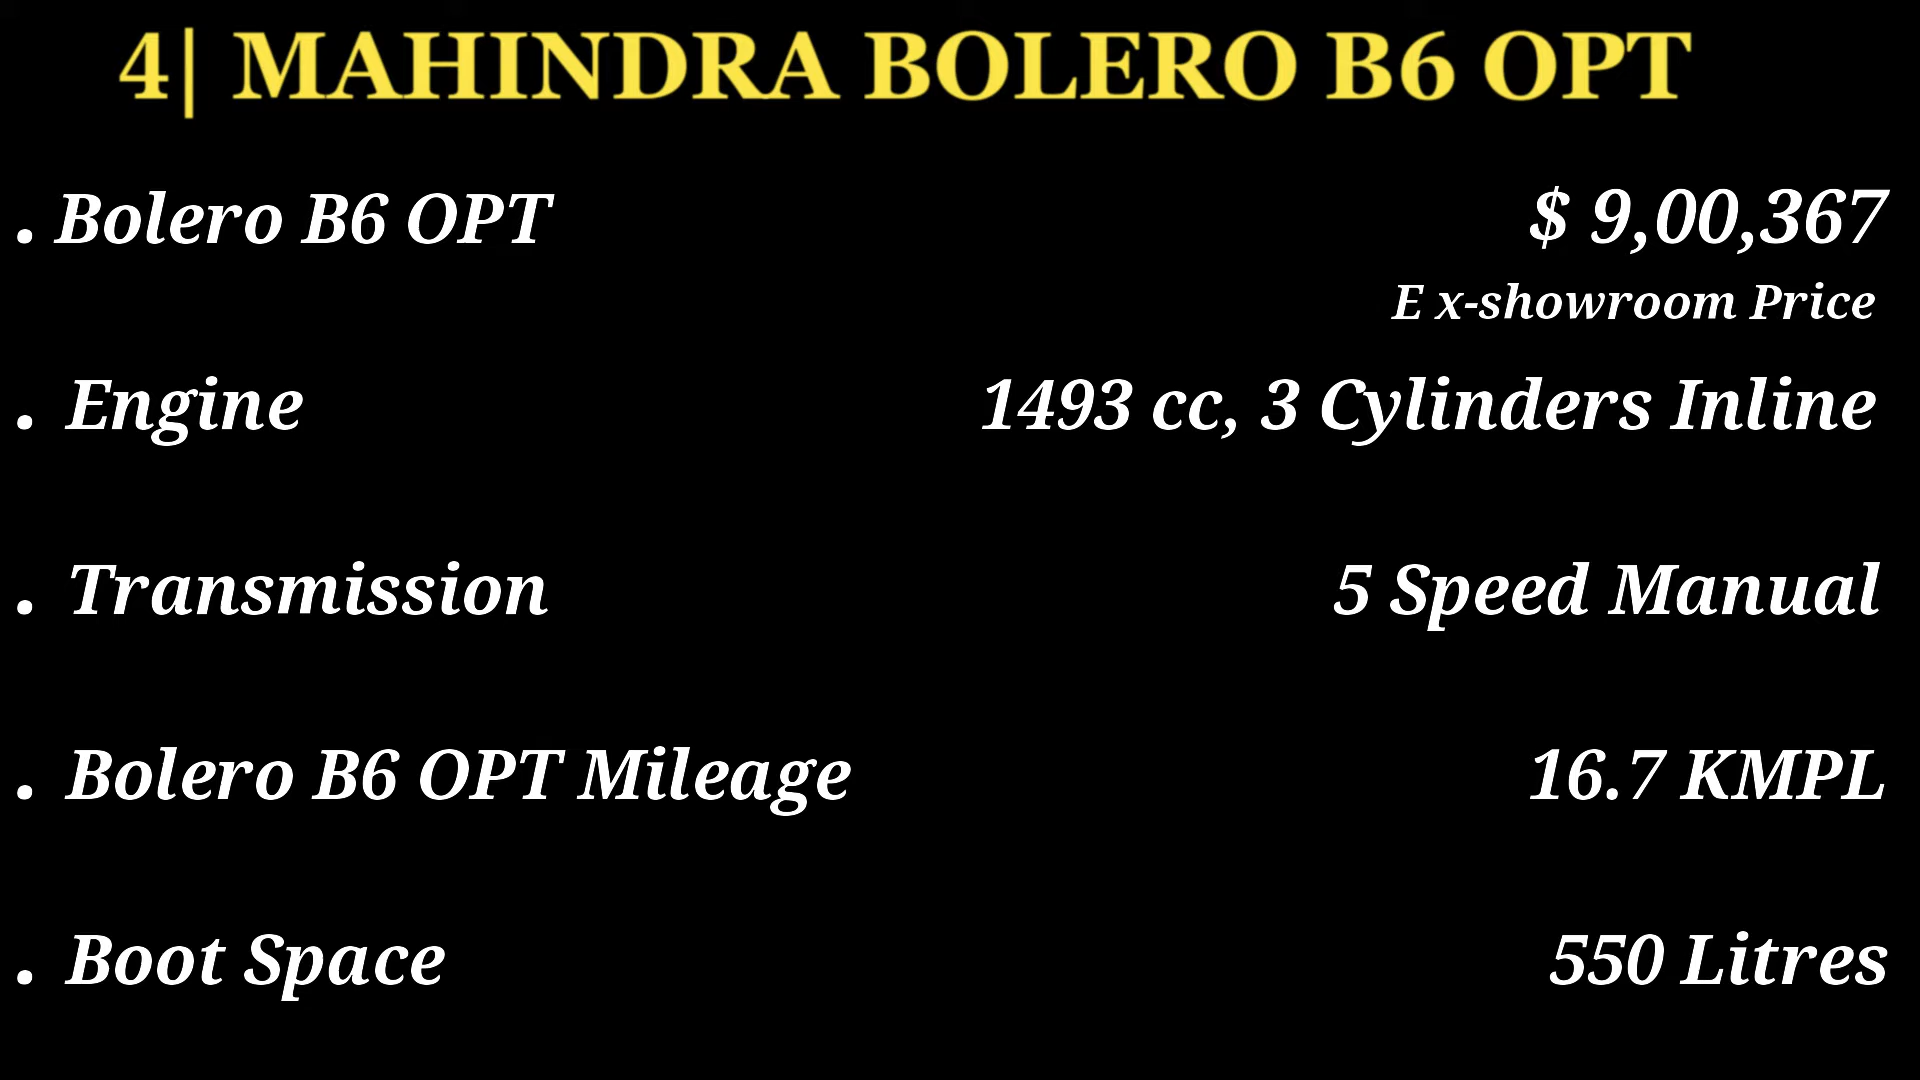 4| MAHINDRA BOLERO B6 OPT
. Bolero B6 OPT $ 9,00,367
E x-showroom Price
. Engine 1493 cc, 3 Cylinders Inline
. Transmission 5 Speed Manual
. Bolero B6 OPT Mileage 16.7 KMPL
. Boot Space 550 Litres